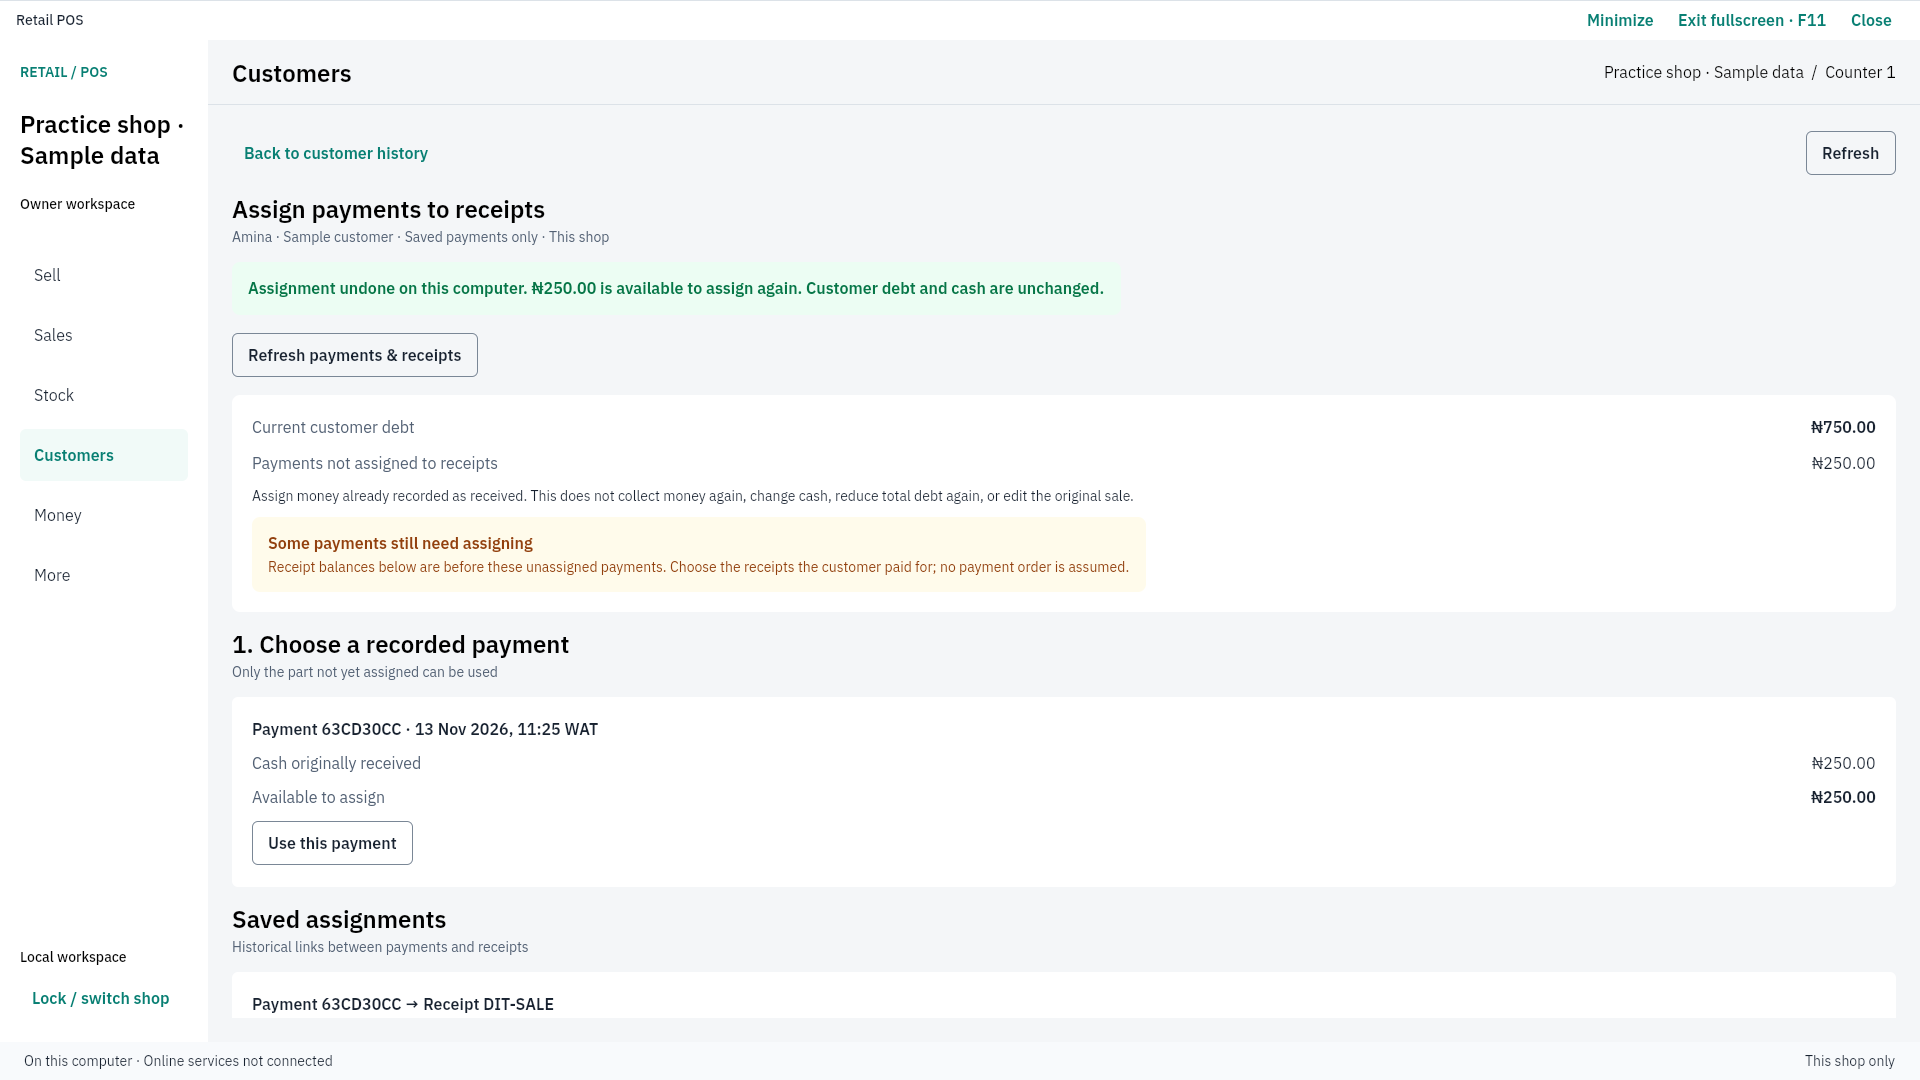 Retail POS
Minimize
Exit fullscreen · F11
Close
RETAIL / POS
Practice shop ·
Sample data
Owner workspace
Sell
Sales
Stock
Customers
Money
More
Local workspace
Lock / switch shop
Customers
Practice shop · Sample data / Counter 1
Back to customer history
Refresh
Assign payments to receipts
Amina · Sample customer · Saved payments only · This shop
Assignment undone on this computer. ₦250.00 is available to assign again. Customer debt and cash are unchanged.
Refresh payments & receipts
Current customer debt ₦750.00
Payments not assigned to receipts ₦250.00
Assign money already recorded as received. This does not collect money again, change cash, reduce total debt again, or edit the original sale.
Some payments still need assigning
Receipt balances below are before these unassigned payments. Choose the receipts the customer paid for; no payment order is assumed.
1. Choose a recorded payment
Only the part not yet assigned can be used
Payment 63CD30CC · 13 Nov 2026, 11:25 WAT
Cash originally received ₦250.00
Available to assign ₦250.00
Use this payment
Saved assignments
Historical links between payments and receipts
Payment 63CD30CC → Receipt DIT-SALE
On this computer · Online services not connected
This shop only